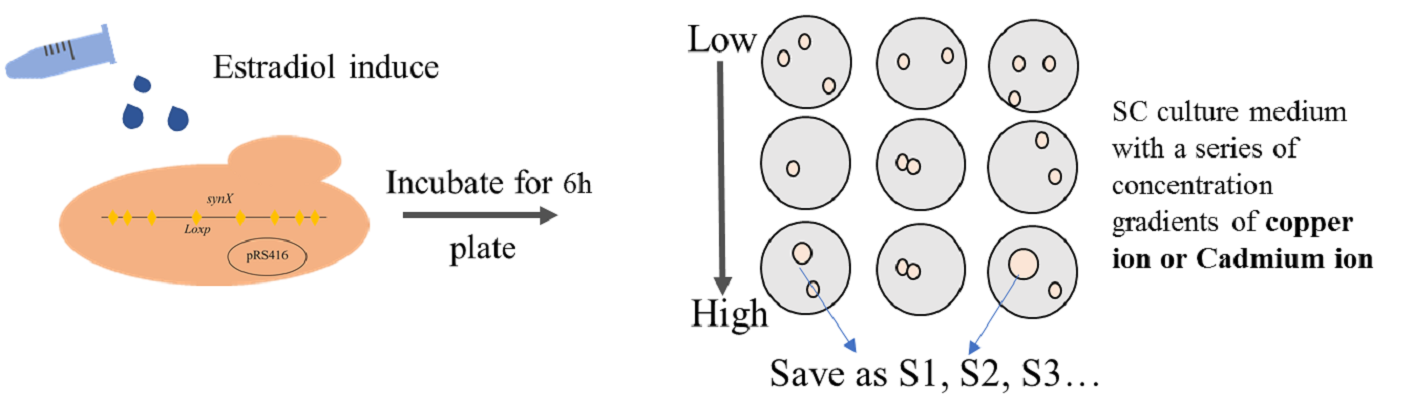 Estradiol induce
synX
Loxp
pRS416
Incubate for 6h
plate
Low
High
SC culture medium
with a series of
concentration
gradients of copper
ion or Cadmium ion
Save as S1, S2, S3…